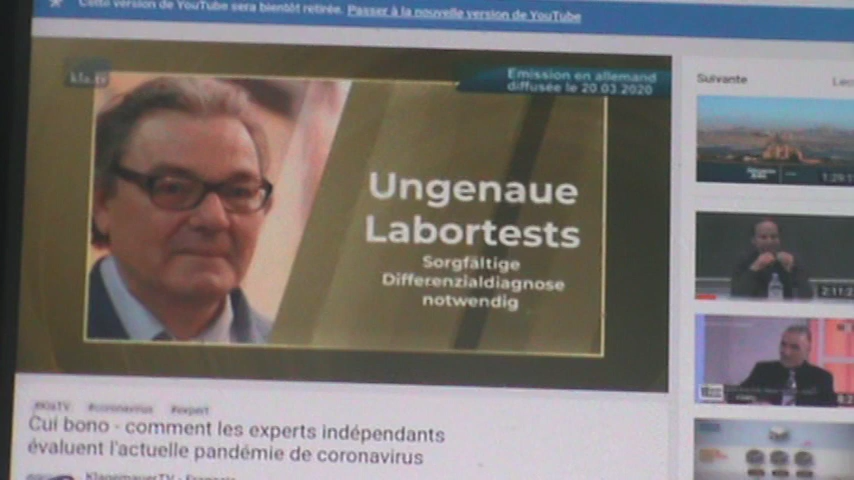 Cette version de YouTube sera bientôt retirée. Passer à la nouvelle version de YouTube
kla.tv
Emission en allemand
diffusée le 20.03.2020
Ungenaue
Labortests
Sorgfältige
Differenzialdiagnose
notwendig
Suivante
#klaTV #coronavirus #expert
Cui bono - comment les experts indépendants
évaluent l'actuelle pandémie de coronavirus
KlagemauerTV - Français